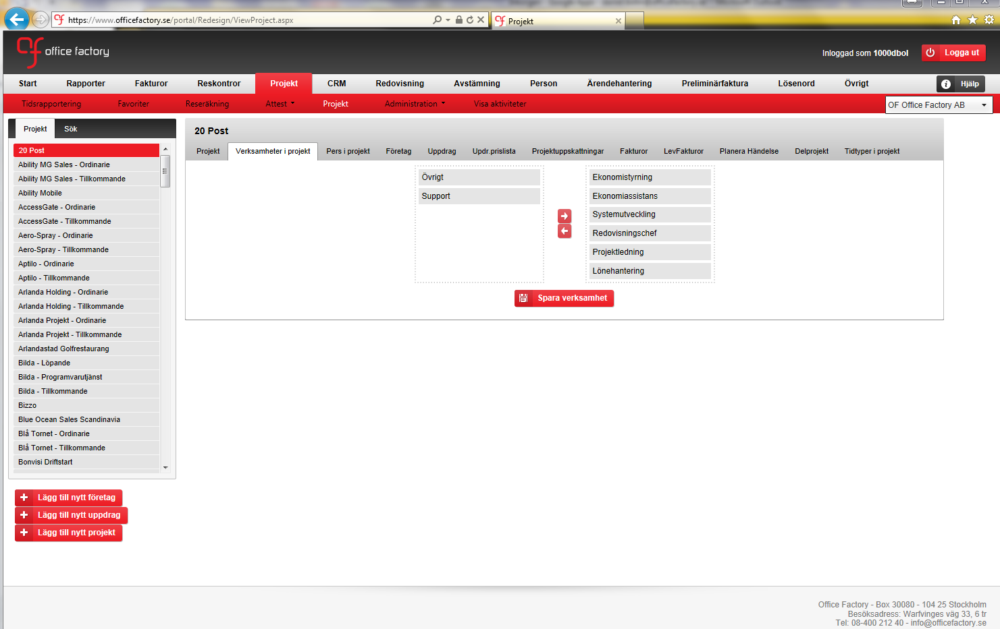 https://www.officefactory.se/portal/Redesign/ViewProject.aspx
Projekt
office factory
Inloggad som 1000dbol
Logga ut
Start Rapporter Fakturor Reskontror Projekt CRM Redovisning Avstämning Person Ärendehantering Preliminärfaktura Lösenord Övrigt Hjälp
Tidsrapportering Favoriter Reseräkning Attest Projekt Administration Visa aktiviteter
OF Office Factory AB
Projekt Sök
20 Post
Ability MG Sales - Ordinarie
Ability MG Sales - Tillkommande
Ability Mobile
AccessGate - Ordinarie
AccessGate - Tillkommande
Aero-Spray - Ordinarie
Aero-Spray - Tillkommande
Aptilo - Ordinarie
Aptilo - Tillkommande
Arlanda Holding - Ordinarie
Arlanda Holding - Tillkommande
Arlanda Projekt - Ordinarie
Arlanda Projekt - Tillkommande
Arlandastad Golfrestaurang
Bilda - Löpande
Bilda - Programvarutjänst
Bilda - Tillkommande
Bizzo
Blue Ocean Sales Scandinavia
Blå Tornet - Ordinarie
Blå Tornet - Tillkommande
Bonvisi Driftstart
Lägg till nytt företag
Lägg till nytt uppdrag
Lägg till nytt projekt
20 Post
Projekt Verksamheter i projekt Pers i projekt Företag Uppdrag Updr.prislista Projektuppskattningar Fakturor LevFakturor Planera Händelse Delprojekt Tidtyper i projekt
Övrigt
Support
Ekonomistyrning
Ekonomiassistans
Systemutveckling
Redovisningschef
Projektledning
Lönehantering
Spara verksamhet
Office Factory - Box 30080 - 104 25 Stockholm
Besöksadress: Warfvinges väg 33, 6 tr
Tel: 08-400 212 40 - info@officefactory.se